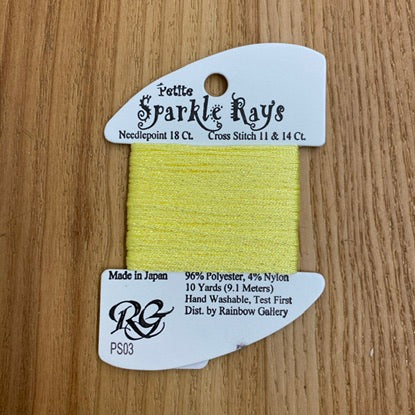 Petite
Sparkle Rays
Needlepoint 18 Ct. Cross Stitch 11 & 14 Ct.
Made in Japan
96% Polyester, 4% Nylon
10 Yards (9.1 Meters)
Hand Washable, Test First
Dist. by Rainbow Gallery
RG
PS03